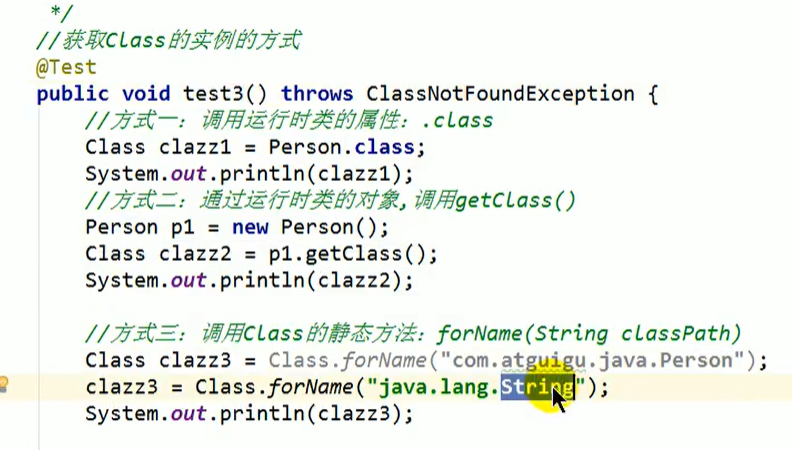 */
//获取Class的实例的方式
@Test
public void test3() throws ClassNotFoundException {
//方式一：调用运行时类的属性：.class
Class clazz1 = Person.class;
System.out.println(clazz1);
//方式二：通过运行时类的对象,调用getClass()
Person p1 = new Person();
Class clazz2 = p1.getClass();
System.out.println(clazz2);
//方式三：调用Class的静态方法：forName(String classPath)
Class clazz3 = Class.forName("com.atguigu.java.Person");
clazz3 = Class.forName("java.lang.String");
System.out.println(clazz3);